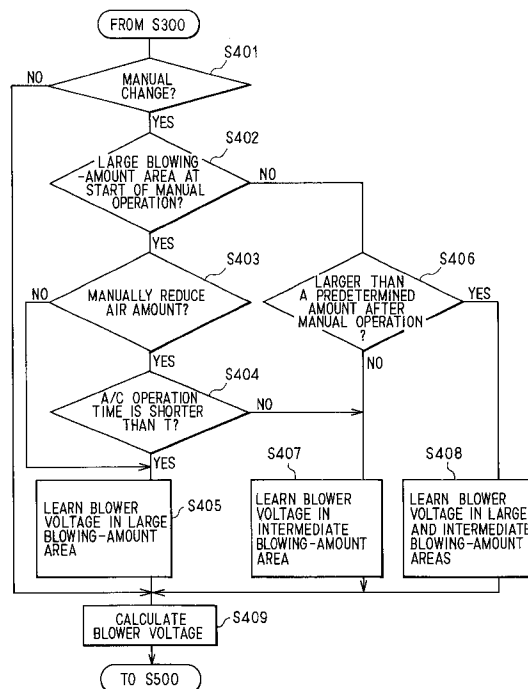 FROM S300
S401
NO
MANUAL
CHANGE?
YES
S402
LARGE BLOWING
-AMOUNT AREA AT
START OF MANUAL
OPERATION?
NO
YES
S403
NO
MANUALLY REDUCE
AIR AMOUNT?
YES
S406
LARGER THAN
A PREDETERMINED
AMOUNT AFTER
MANUAL OPERATION
?
YES
NO
S404
A/C OPERATION
TIME IS SHORTER
THAN T?
NO
YES
S405
LEARN BLOWER
VOLTAGE IN LARGE
BLOWING-AMOUNT
AREA
S407
LEARN BLOWER
VOLTAGE IN
INTERMEDIATE
BLOWING-AMOUNT
AREA
S408
LEARN BLOWER
VOLTAGE IN LARGE
AND INTERMEDIATE
BLOWING-AMOUNT
AREAS
S409
CALCULATE
BLOWER VOLTAGE
TO S500